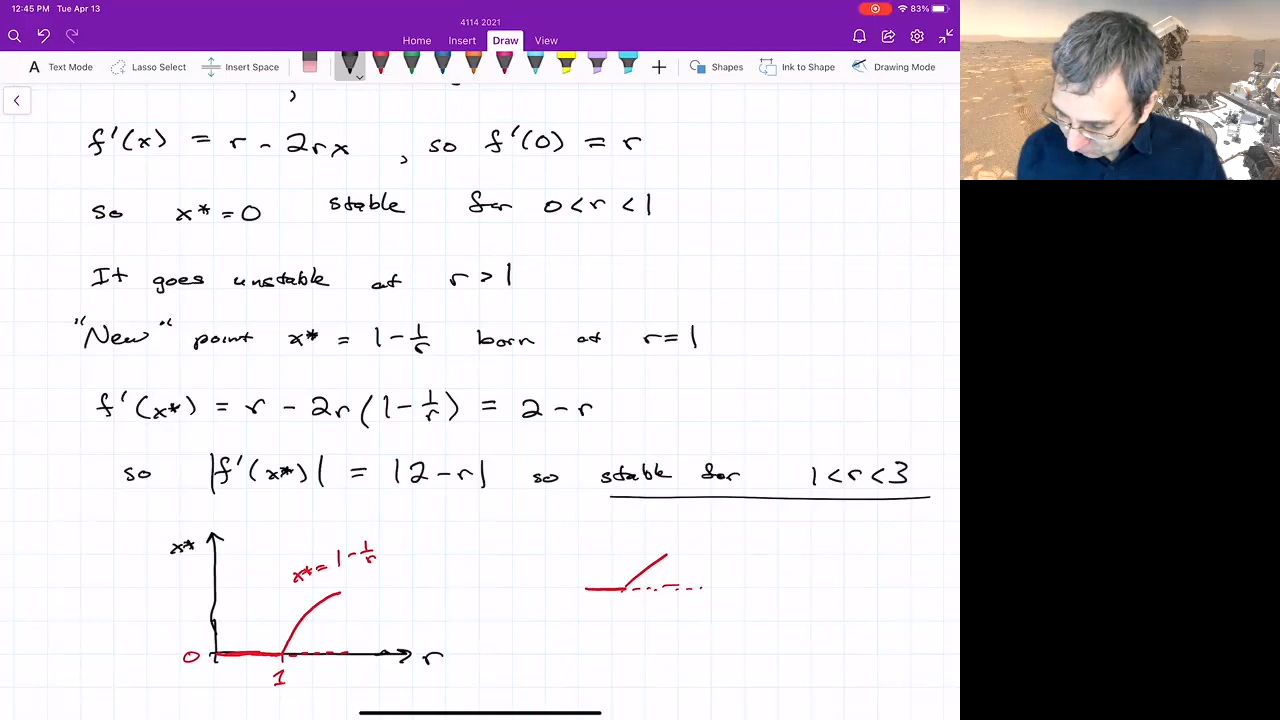 12:45 PM Tue Apr 13
83%
4114 2021
Home Insert Draw View
Text Mode Lasso Select Insert Space Shapes Ink to Shape Drawing Mode
f'(x) = r - 2rx , so f'(0) = r
so x* = 0 stable for 0 < r < 1
It goes unstable at r > 1
"New" point x* = 1 - 1/r born at r = 1
f'(x*) = r - 2r(1 - 1/r) = 2 - r
so |f'(x*)| = |2 - r| so stable for 1 < r < 3
x*
x* = 1 - 1/r
0
r
1